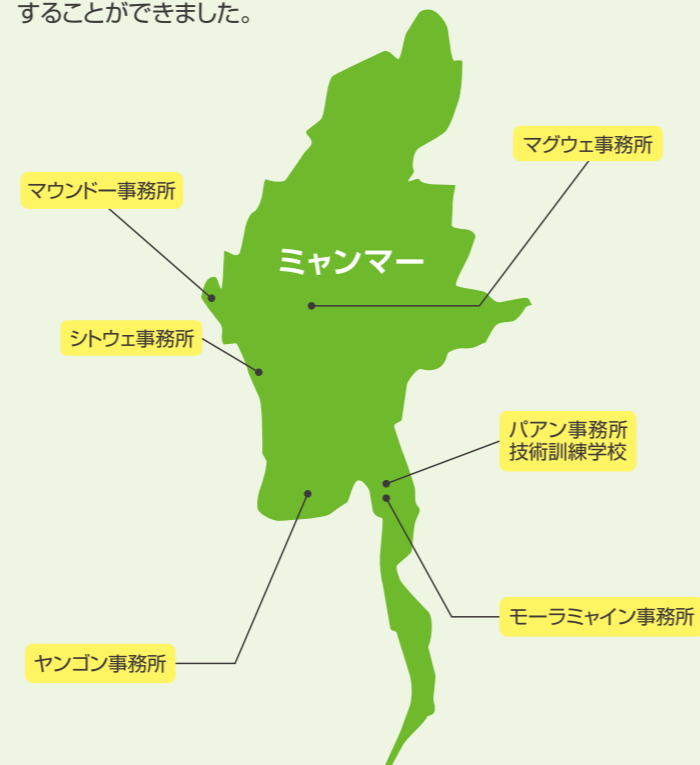 することができました。
マグウェ事務所
マウンドー事務所
ミャンマー
シトウェ事務所
パアン事務所
技術訓練学校
モーラミャイン事務所
ヤンゴン事務所